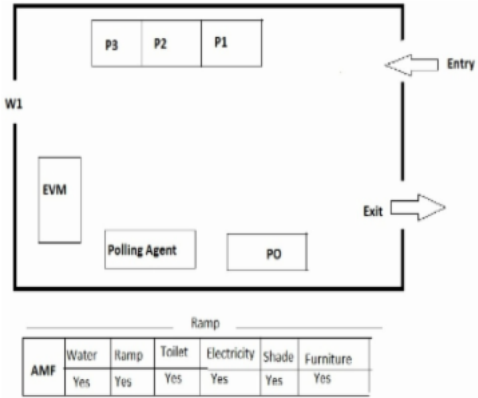 P3 P2 P1
Entry
W1
EVM
Exit
Polling Agent
PO
Ramp
AMF Water Ramp Toilet Electricity Shade Furniture
Yes Yes Yes Yes Yes Yes